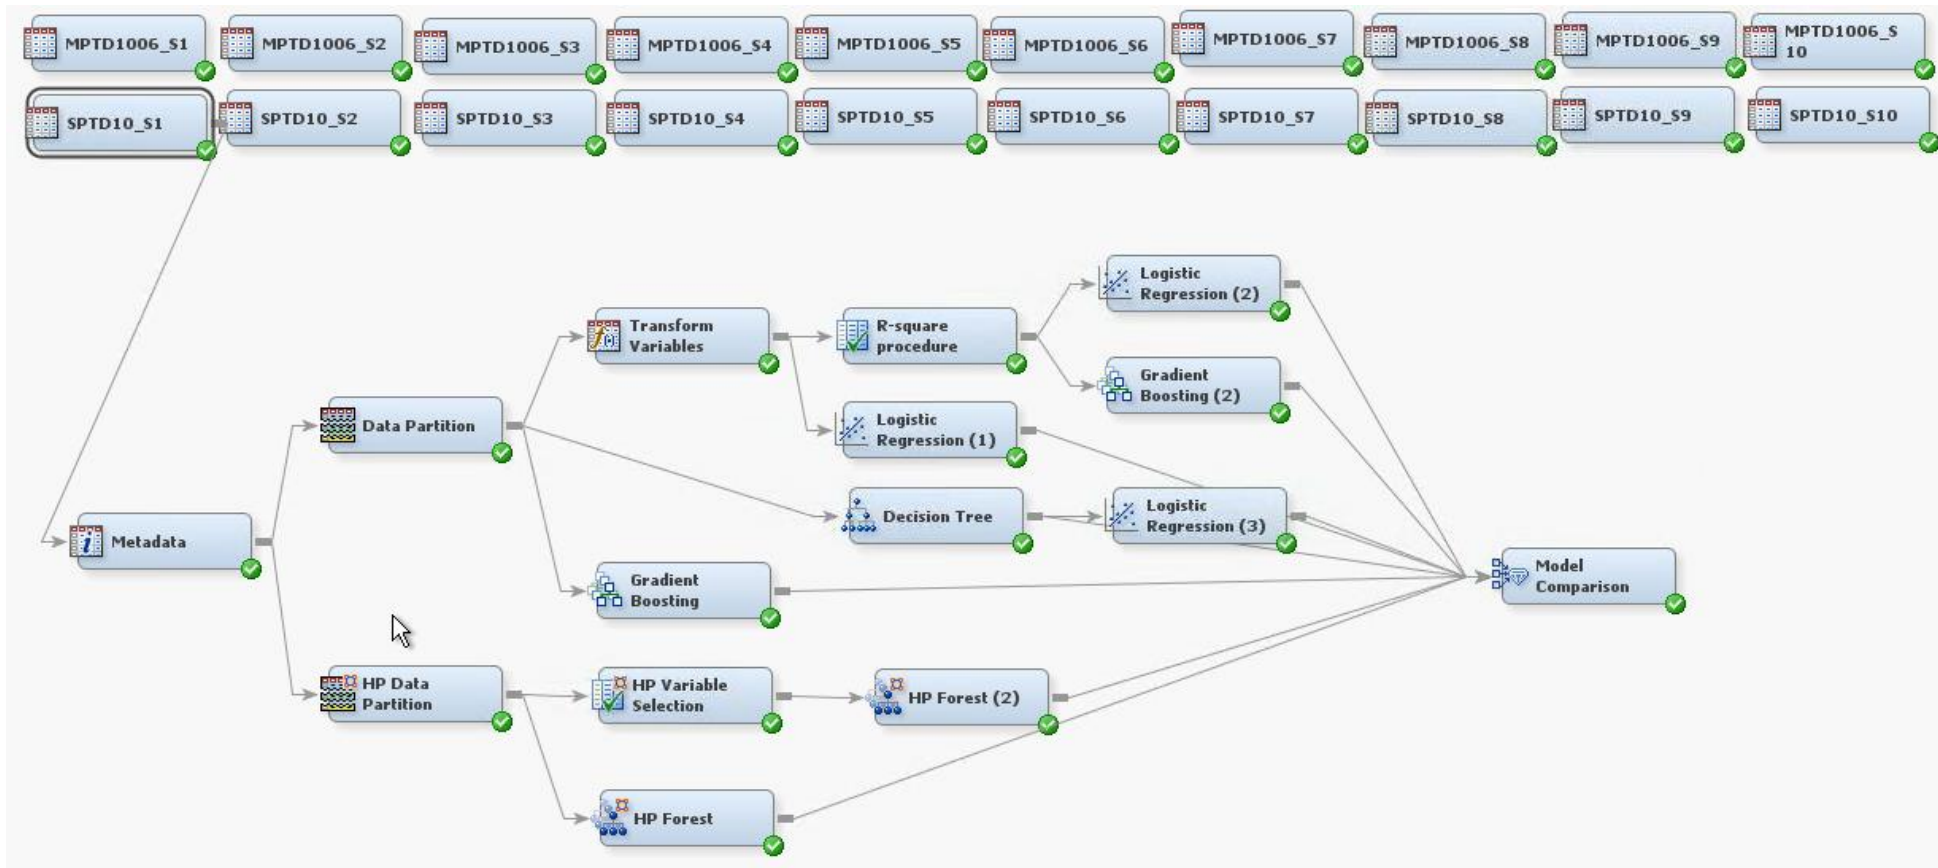 MPTD1006_S1
MPTD1006_S2
MPTD1006_S3
MPTD1006_S4
MPTD1006_S5
MPTD1006_S6
MPTD1006_S7
MPTD1006_S8
MPTD1006_S9
MPTD1006_S
10
SPTD10_S1
SPTD10_S2
SPTD10_S3
SPTD10_S4
SPTD10_S5
SPTD10_S6
SPTD10_S7
SPTD10_S8
SPTD10_S9
SPTD10_S10
Logistic
Regression (2)
Transform
Variables
R-square
procedure
Gradient
Boosting (2)
Data Partition
Logistic
Regression (1)
Decision Tree
Logistic
Regression (3)
Metadata
Gradient
Boosting
Model
Comparison
HP Data
Partition
HP Variable
Selection
HP Forest (2)
HP Forest